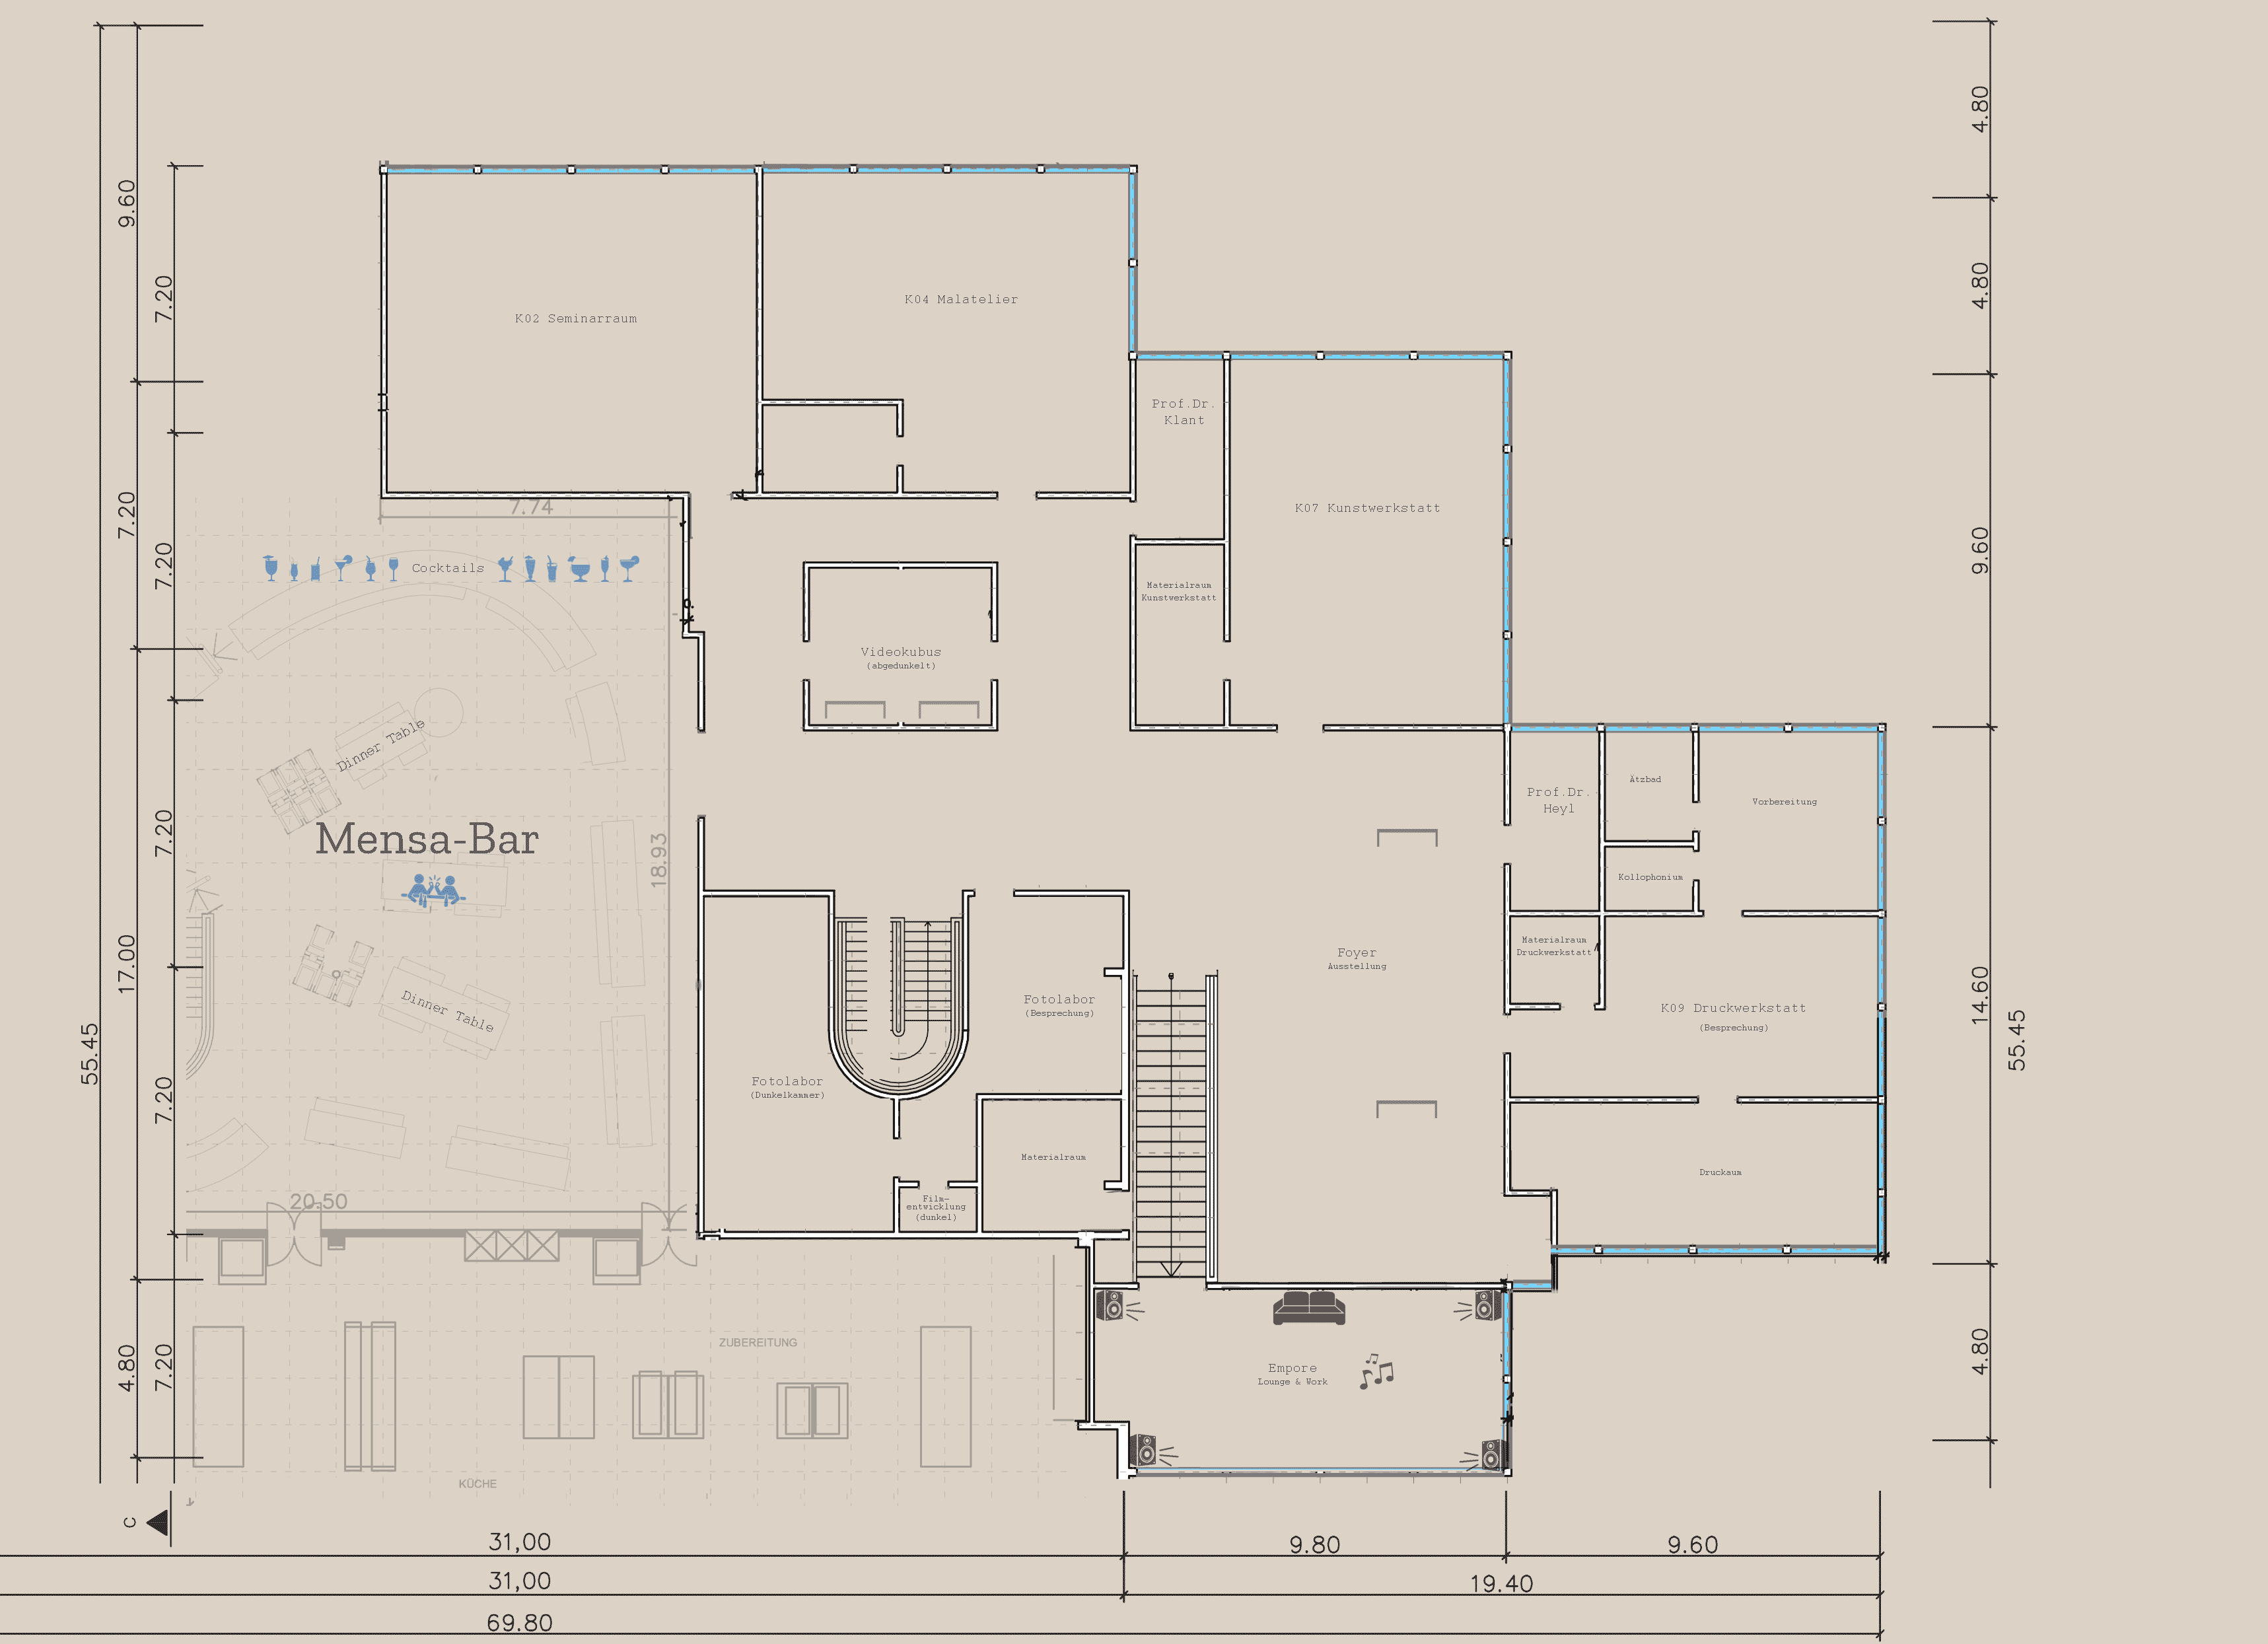 4.80
9.60
7.20
4.80
K04 Malatelier
K02 Seminarraum
Prof.Dr.
Klant
7.20
7.74
K07 Kunstwerkstatt
9.60
7.20
Cocktails
Materialraum
Kunstwerkstatt
Videokubus
(abgedunkelt)
Dinner Table
Prof.Dr.
Heyl
Ätzbad
Vorbereitung
7.20
Mensa-Bar
18.93
Kollophonium
17.00
Foyer
Ausstellung
Materialraum
Druckwerkstatt
14.60
Dinner Table
Fotolabor
(Besprechung)
K09 Druckwerkstatt
(Besprechung)
55.45
55.45
7.20
Fotolabor
(Dunkelkammer)
Materialraum
Druckaum
20.50
Film-
entwicklung
(dunkel)
ZUBEREITUNG
4.80
7.20
Empore
Lounge & Work
4.80
KÜCHE
C
31,00
9.80
9.60
31,00
19.40
69.80